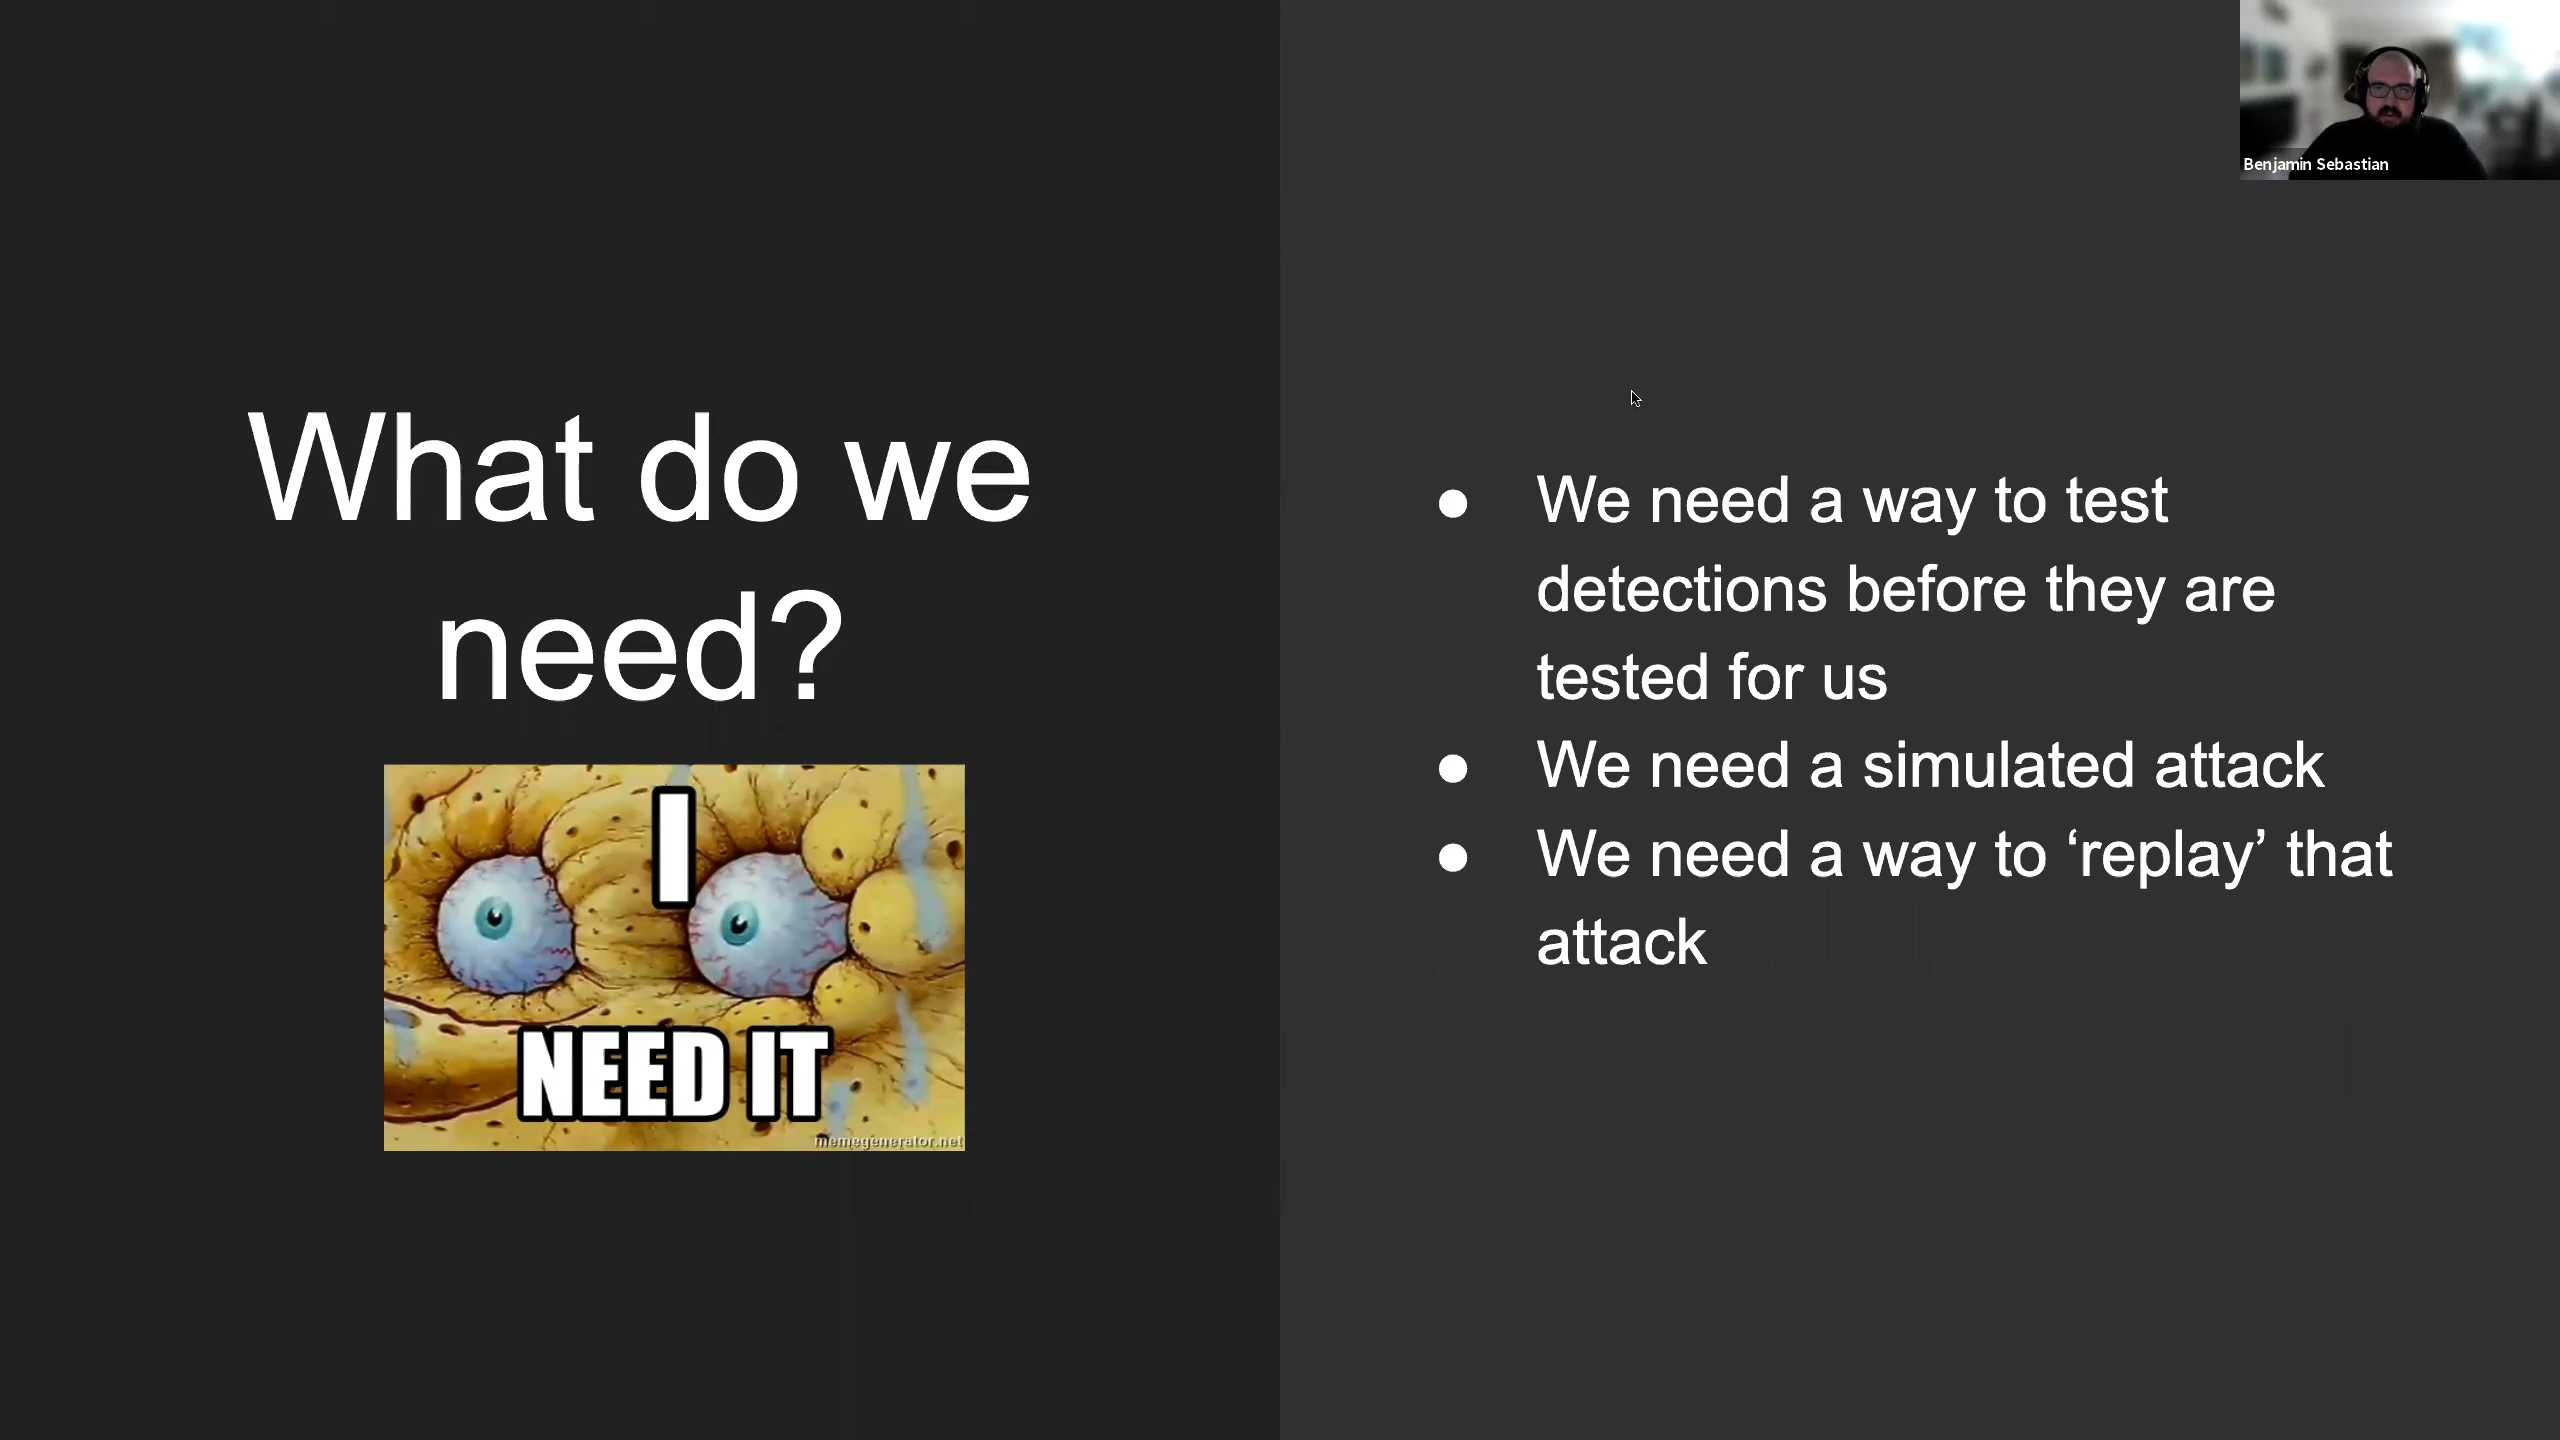 Benjamin Sebastian
What do we
need?
I
NEED IT
memegenerator.net
● We need a way to test
detections before they are
tested for us
● We need a simulated attack
● We need a way to ‘replay’ that
attack